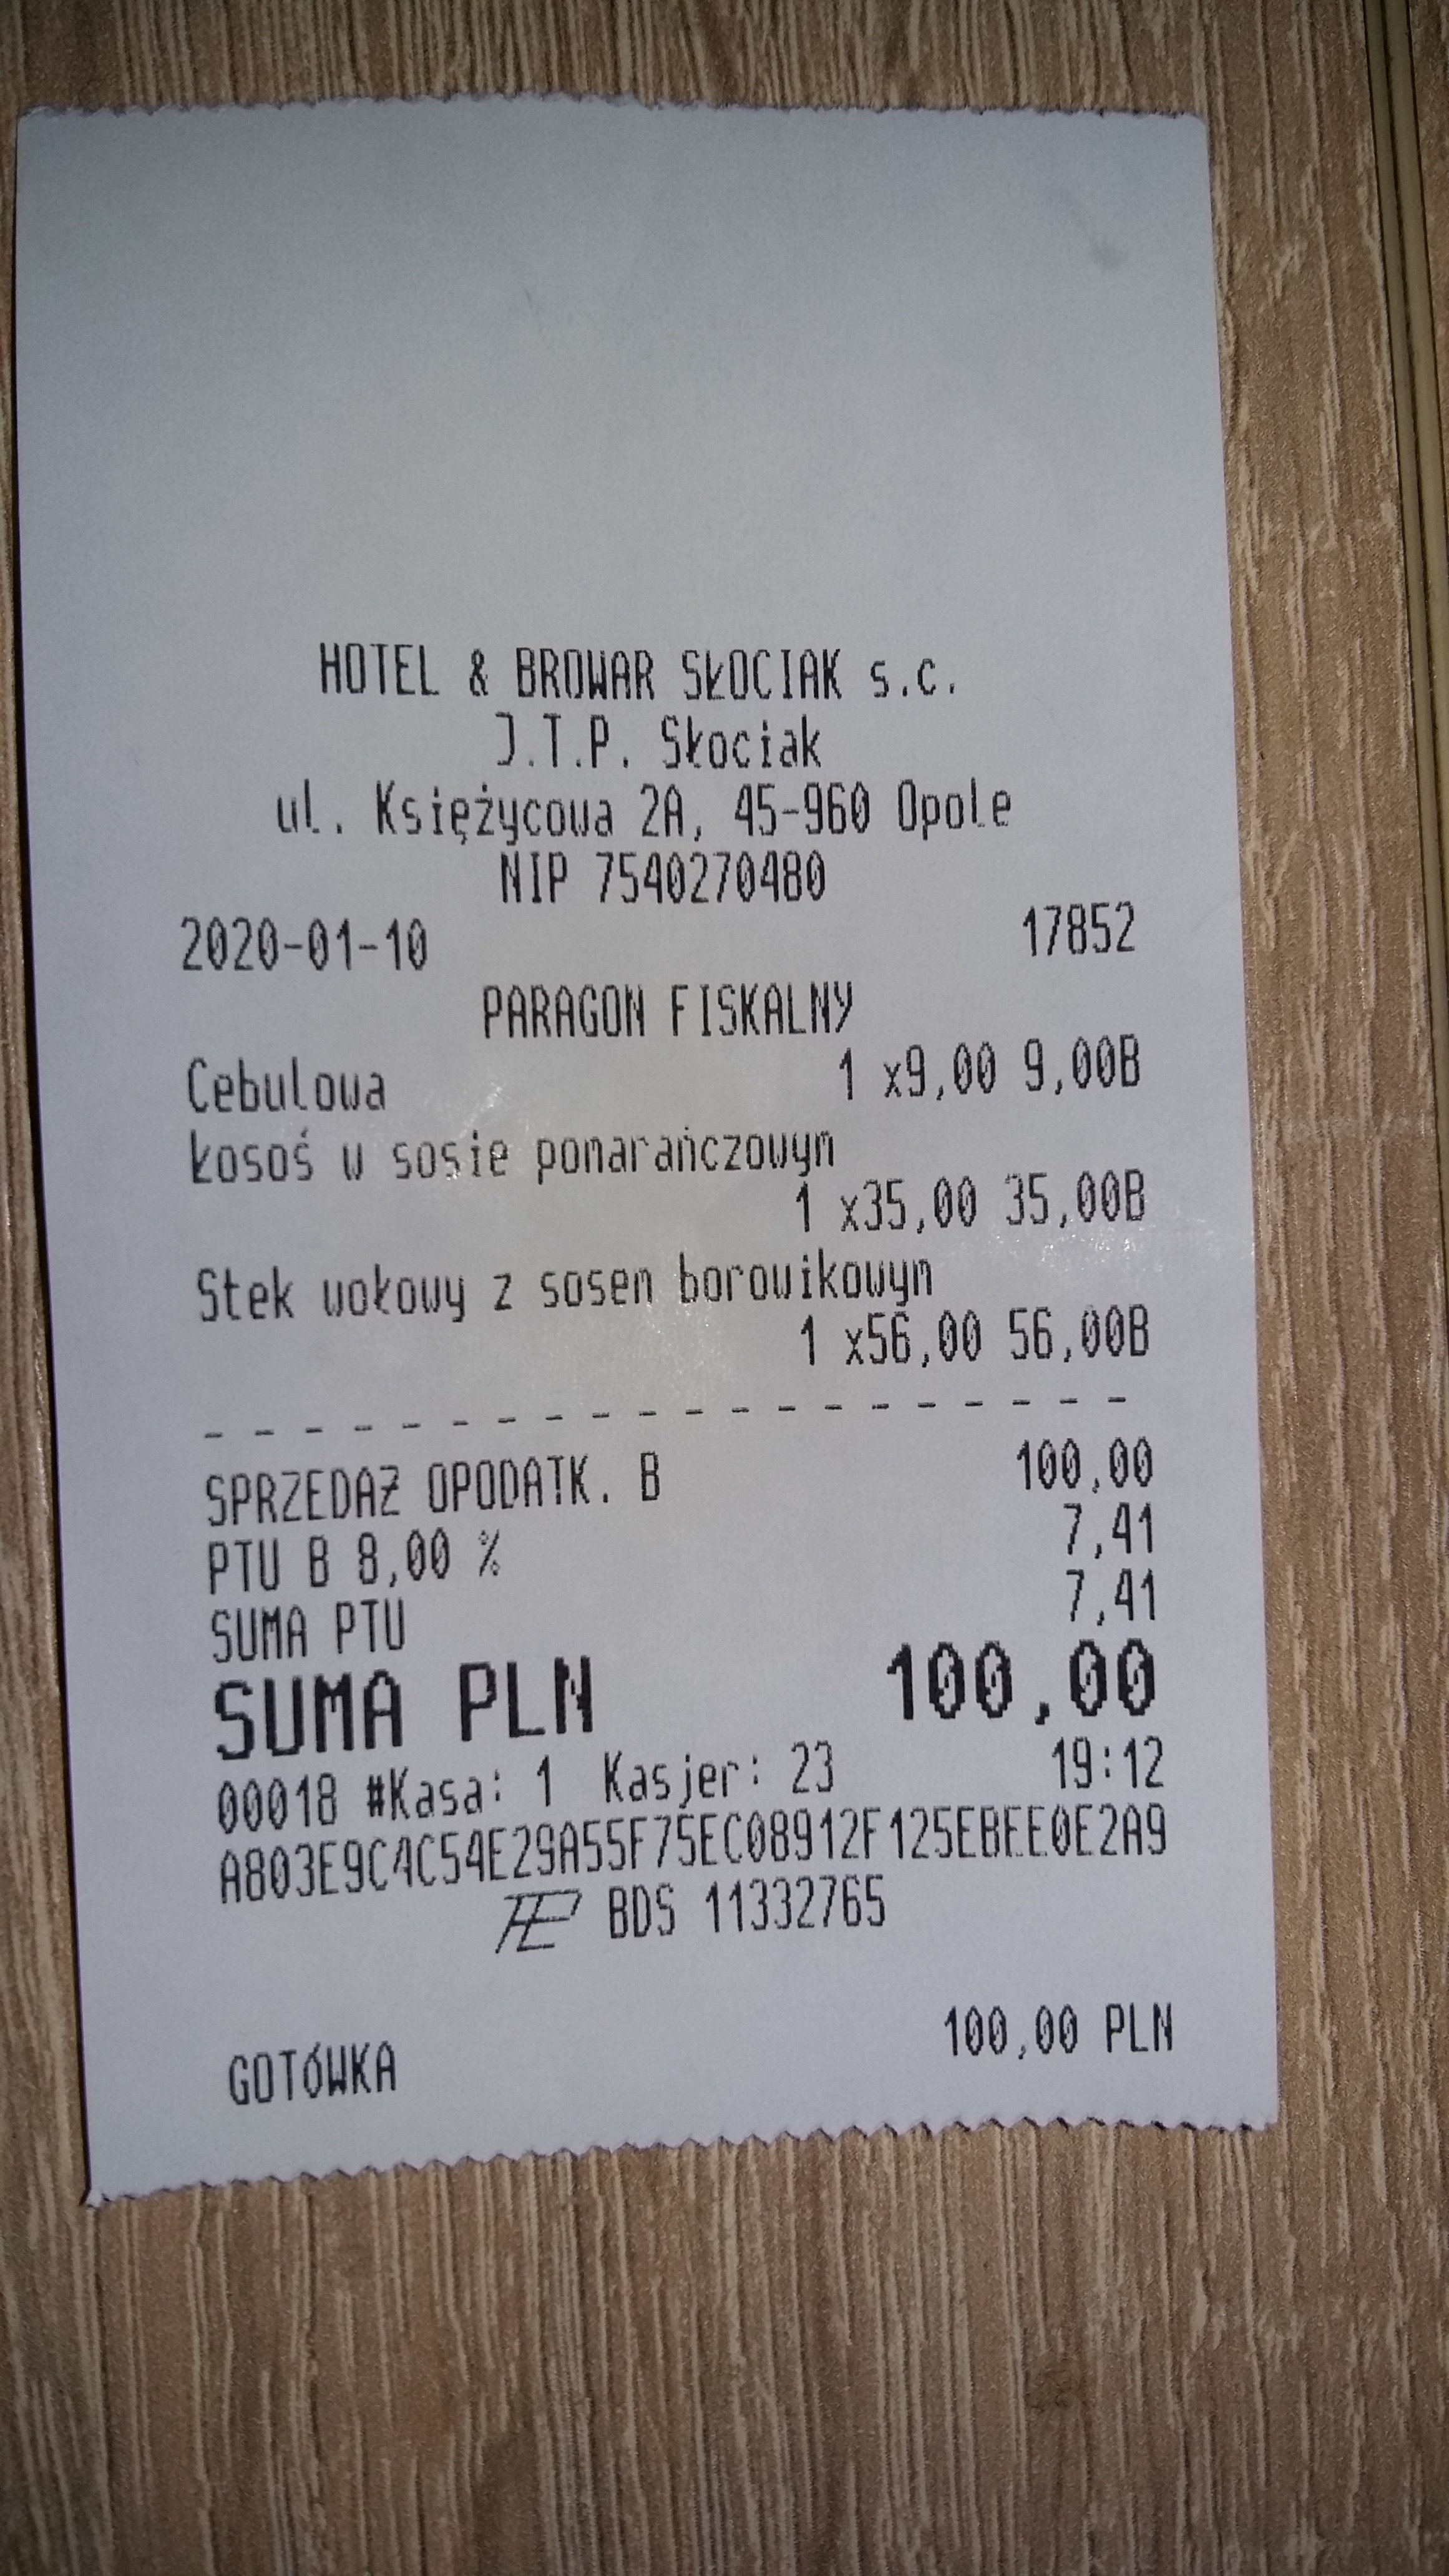 HOTEL & BROWAR SŁOCIAK s.c.
J.T.P. Słociak
ul. Księżycowa 2A, 45-960 Opole
NIP 7540270480
2020-01-10 17852
PARAGON FISKALNY
Cebulowa 1 x9,00 9,00B
Łosoś w sosie pomarańczowym
1 x35,00 35,00B
Stek wołowy z sosem borowikowym
1 x56,00 56,00B
- - - - - - - - - - - - - - - - - - - -
SPRZEDAŻ OPODATK. B 100,00
PTU B 8,00 % 7,41
SUMA PTU 7,41
SUMA PLN 100,00
00018 #Kasa: 1 Kasjer: 23 19:12
A803E9C4C54E29A55F75EC08912F125EBEE0E2A9
BDS 11332765
GOTÓWKA 100,00 PLN